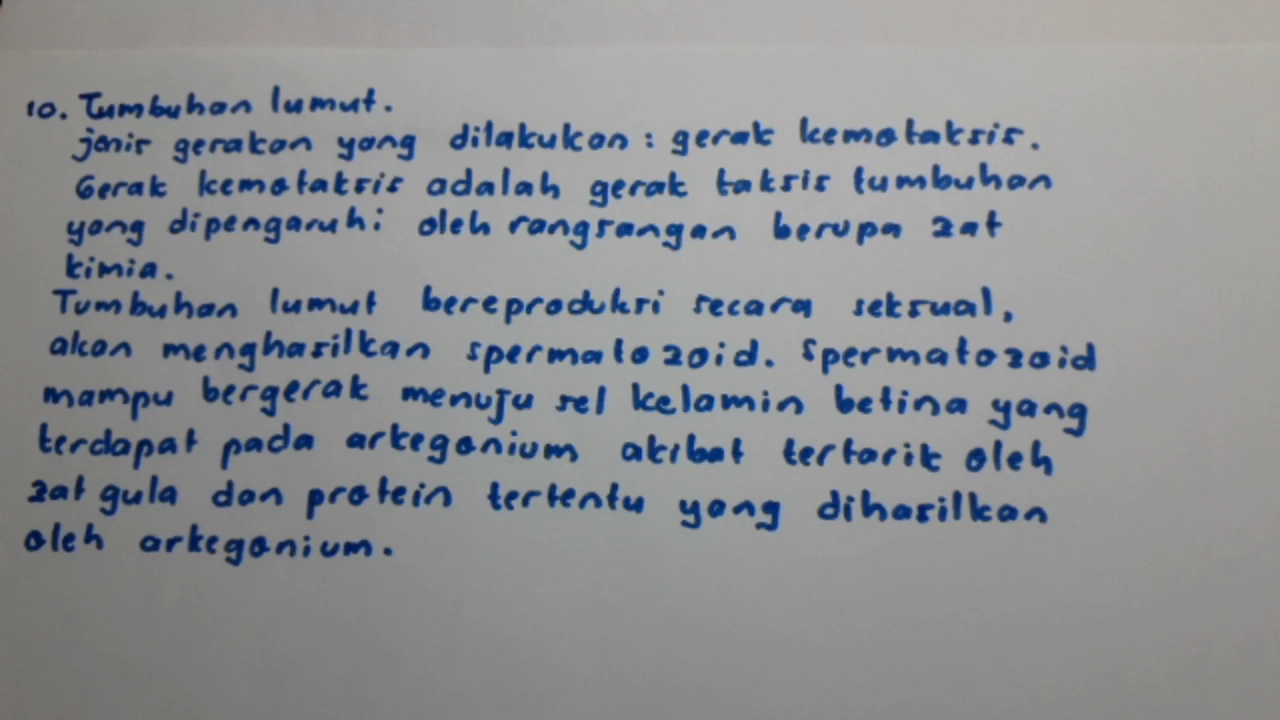 10. Tumbuhan lumut.
jenis gerakan yang dilakukan : gerak kemotaksis.
Gerak kemotaksis adalah gerak taksis tumbuhan
yang dipengaruhi oleh rangsangan berupa zat
kimia.
Tumbuhan lumut bereproduksi secara seksual,
akan menghasilkan spermatozoid. Spermatozoid
mampu bergerak menuju sel kelamin betina yang
terdapat pada arkegonium akibat tertarik oleh
zat gula dan protein tertentu yang dihasilkan
oleh arkegonium.